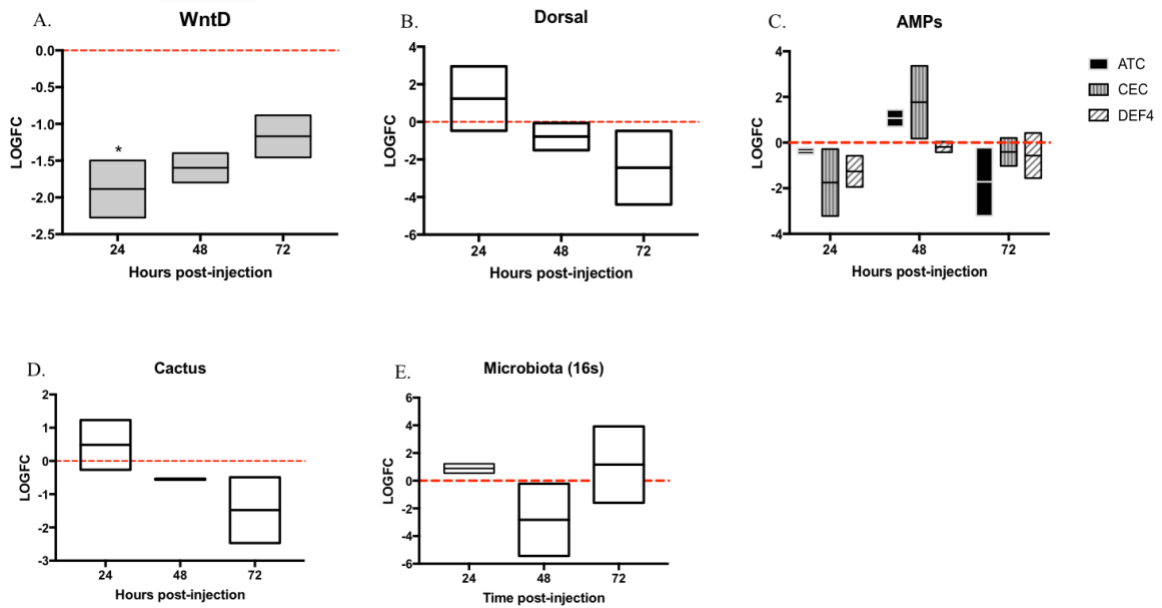 A.
WntD
LOGFC
0.0
-0.5
-1.0
-1.5
-2.0
-2.5
*
24 48 72
Hours post-injection
B.
Dorsal
LOGFC
4
2
0
-2
-4
-6
24 48 72
Hours post-injection
C.
AMPs
LOGFC
4
2
0
-2
-4
24 48 72
Hours post-injection
ATC
CEC
DEF4
D.
Cactus
LOGFC
2
1
0
-1
-2
-3
24 48 72
Hours post-injection
E.
Microbiota (16s)
LOGFC
6
4
2
0
-2
-4
-6
24 48 72
Time post-injection